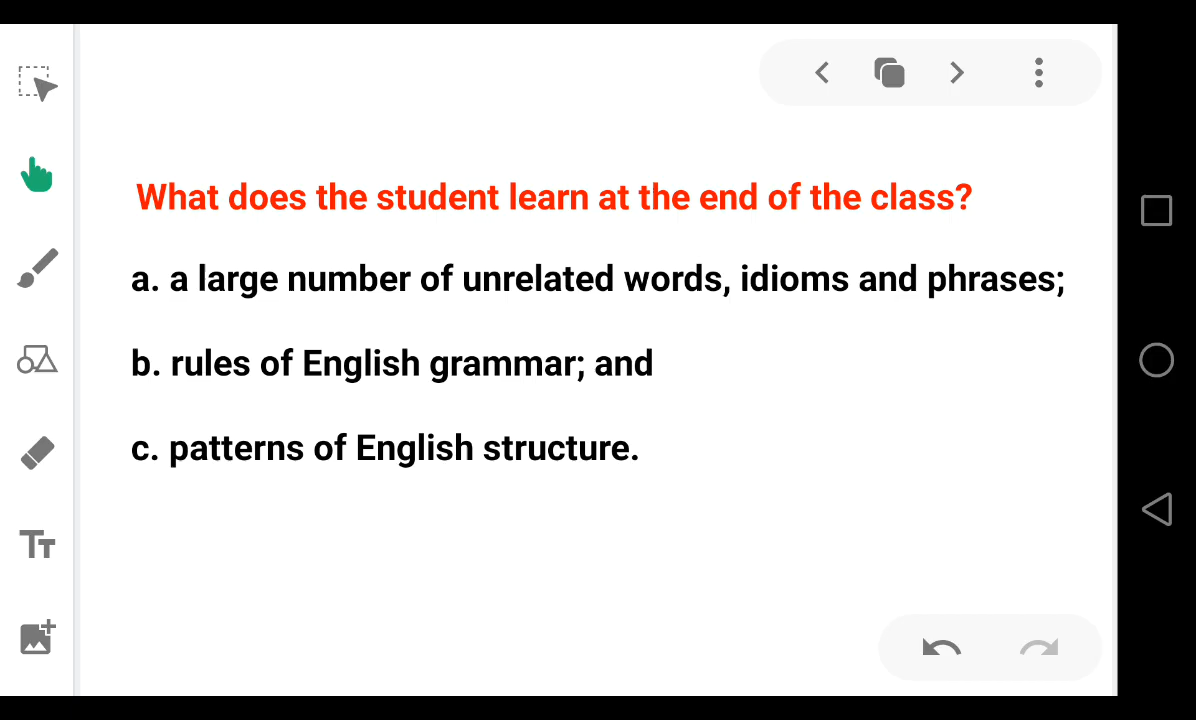 What does the student learn at the end of the class?
a. a large number of unrelated words, idioms and phrases;
b. rules of English grammar; and
c. patterns of English structure.
TT